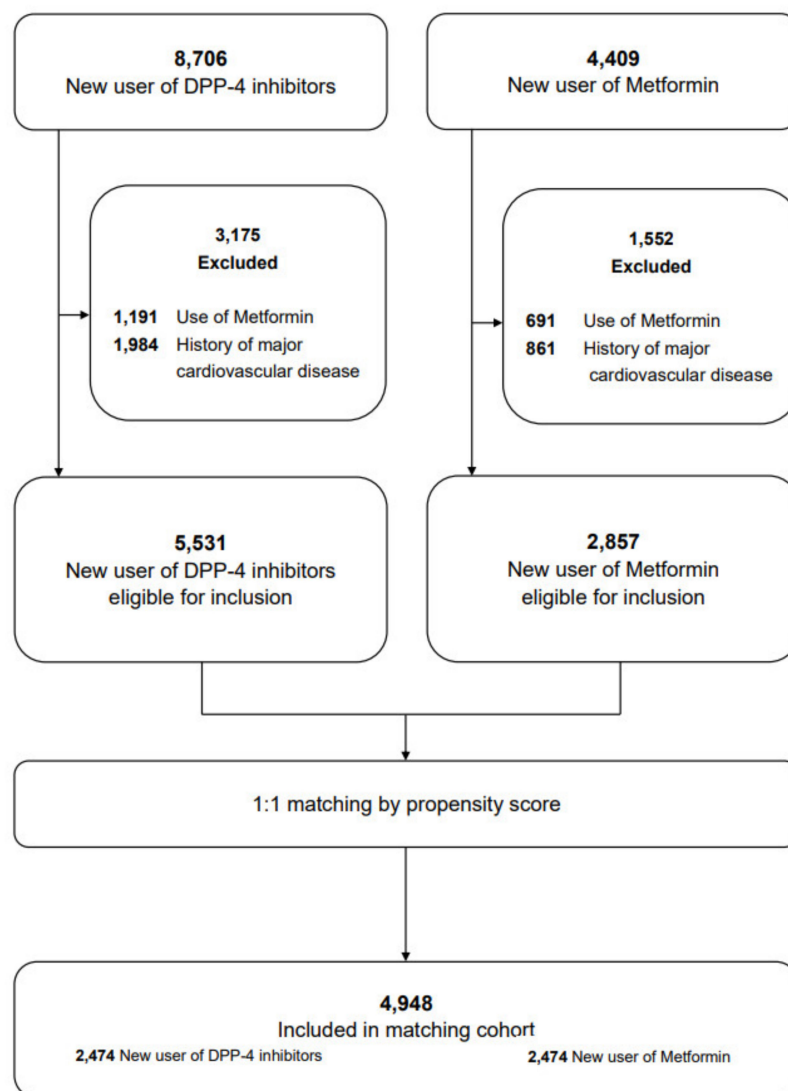 8,706
New user of DPP-4 inhibitors
4,409
New user of Metformin
3,175
Excluded
1,191 Use of Metformin
1,984 History of major
cardiovascular disease
1,552
Excluded
691 Use of Metformin
861 History of major
cardiovascular disease
5,531
New user of DPP-4 inhibitors
eligible for inclusion
2,857
New user of Metformin
eligible for inclusion
1:1 matching by propensity score
4,948
Included in matching cohort
2,474 New user of DPP-4 inhibitors
2,474 New user of Metformin